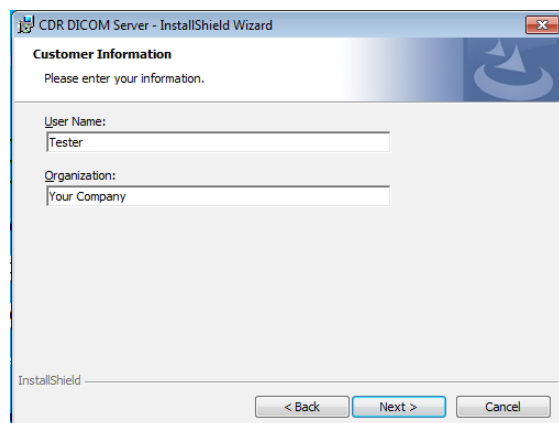 CDR DICOM Server - InstallShield Wizard
Customer Information
Please enter your information.
User Name:
Tester
Organization:
Your Company
InstallShield
< Back Next > Cancel